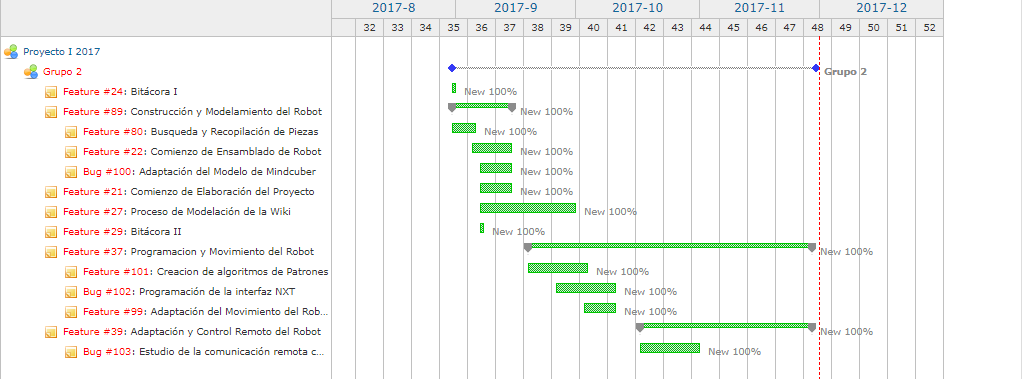 2017-8 2017-9 2017-10 2017-11 2017-12
32 33 34 35 36 37 38 39 40 41 42 43 44 45 46 47 48 49 50 51 52
Proyecto I 2017
Grupo 2 Grupo 2
Feature #24: Bitácora I New 100%
Feature #89: Construcción y Modelamiento del Robot New 100%
Feature #80: Busqueda y Recopilación de Piezas New 100%
Feature #22: Comienzo de Ensamblado de Robot New 100%
Bug #100: Adaptación del Modelo de Mindcuber New 100%
Feature #21: Comienzo de Elaboración del Proyecto New 100%
Feature #27: Proceso de Modelación de la Wiki New 100%
Feature #29: Bitácora II New 100%
Feature #37: Programacion y Movimiento del Robot New 100%
Feature #101: Creacion de algoritmos de Patrones New 100%
Bug #102: Programación de la interfaz NXT New 100%
Feature #99: Adaptación del Movimiento del Rob... New 100%
Feature #39: Adaptación y Control Remoto del Robot New 100%
Bug #103: Estudio de la comunicación remota c... New 100%